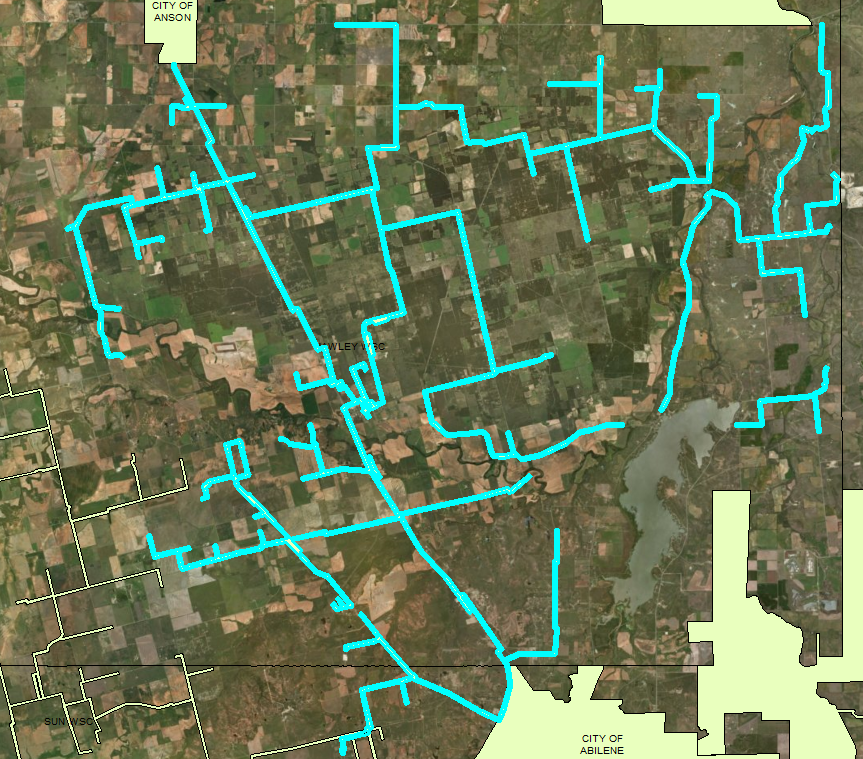 CITY OF
ANSON
WLEY WSC
SUN WSC
CITY OF
ABILENE